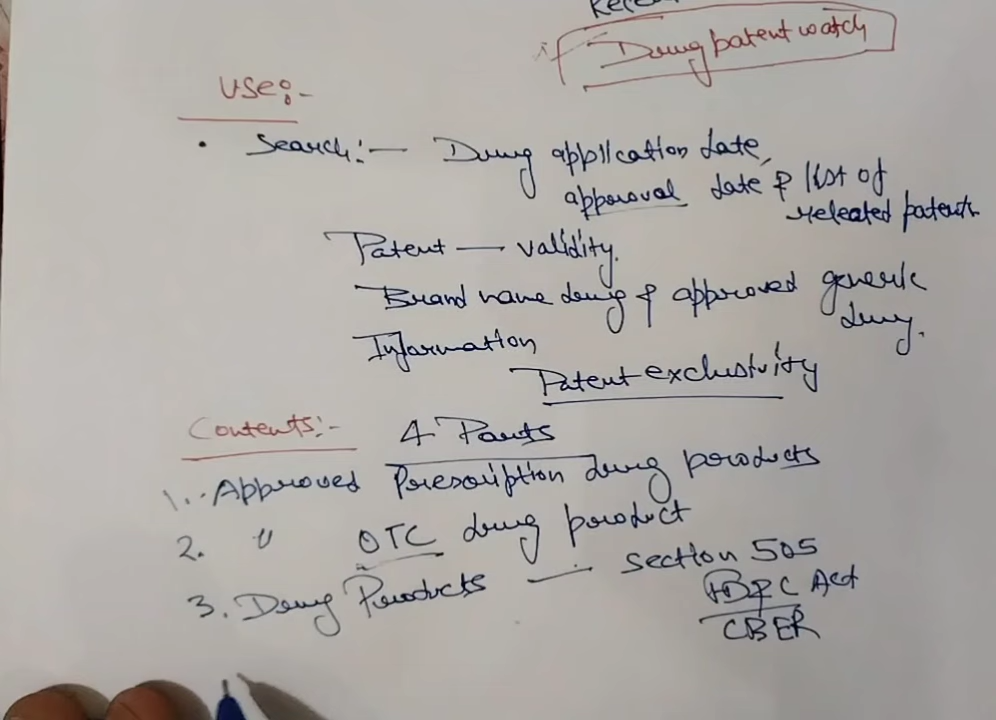 Drug patent watch
Use:-
• Search:- Drug application date,
approval date & list of
releated patents
Patent — validity.
Brand name drug & approved generic
drug.
Information
Patent exclusivity
Contents:- 4 Parts
1. Approved Prescription drug products
2. " OTC drug product
3. Drug Products — section 505
Act
CBER